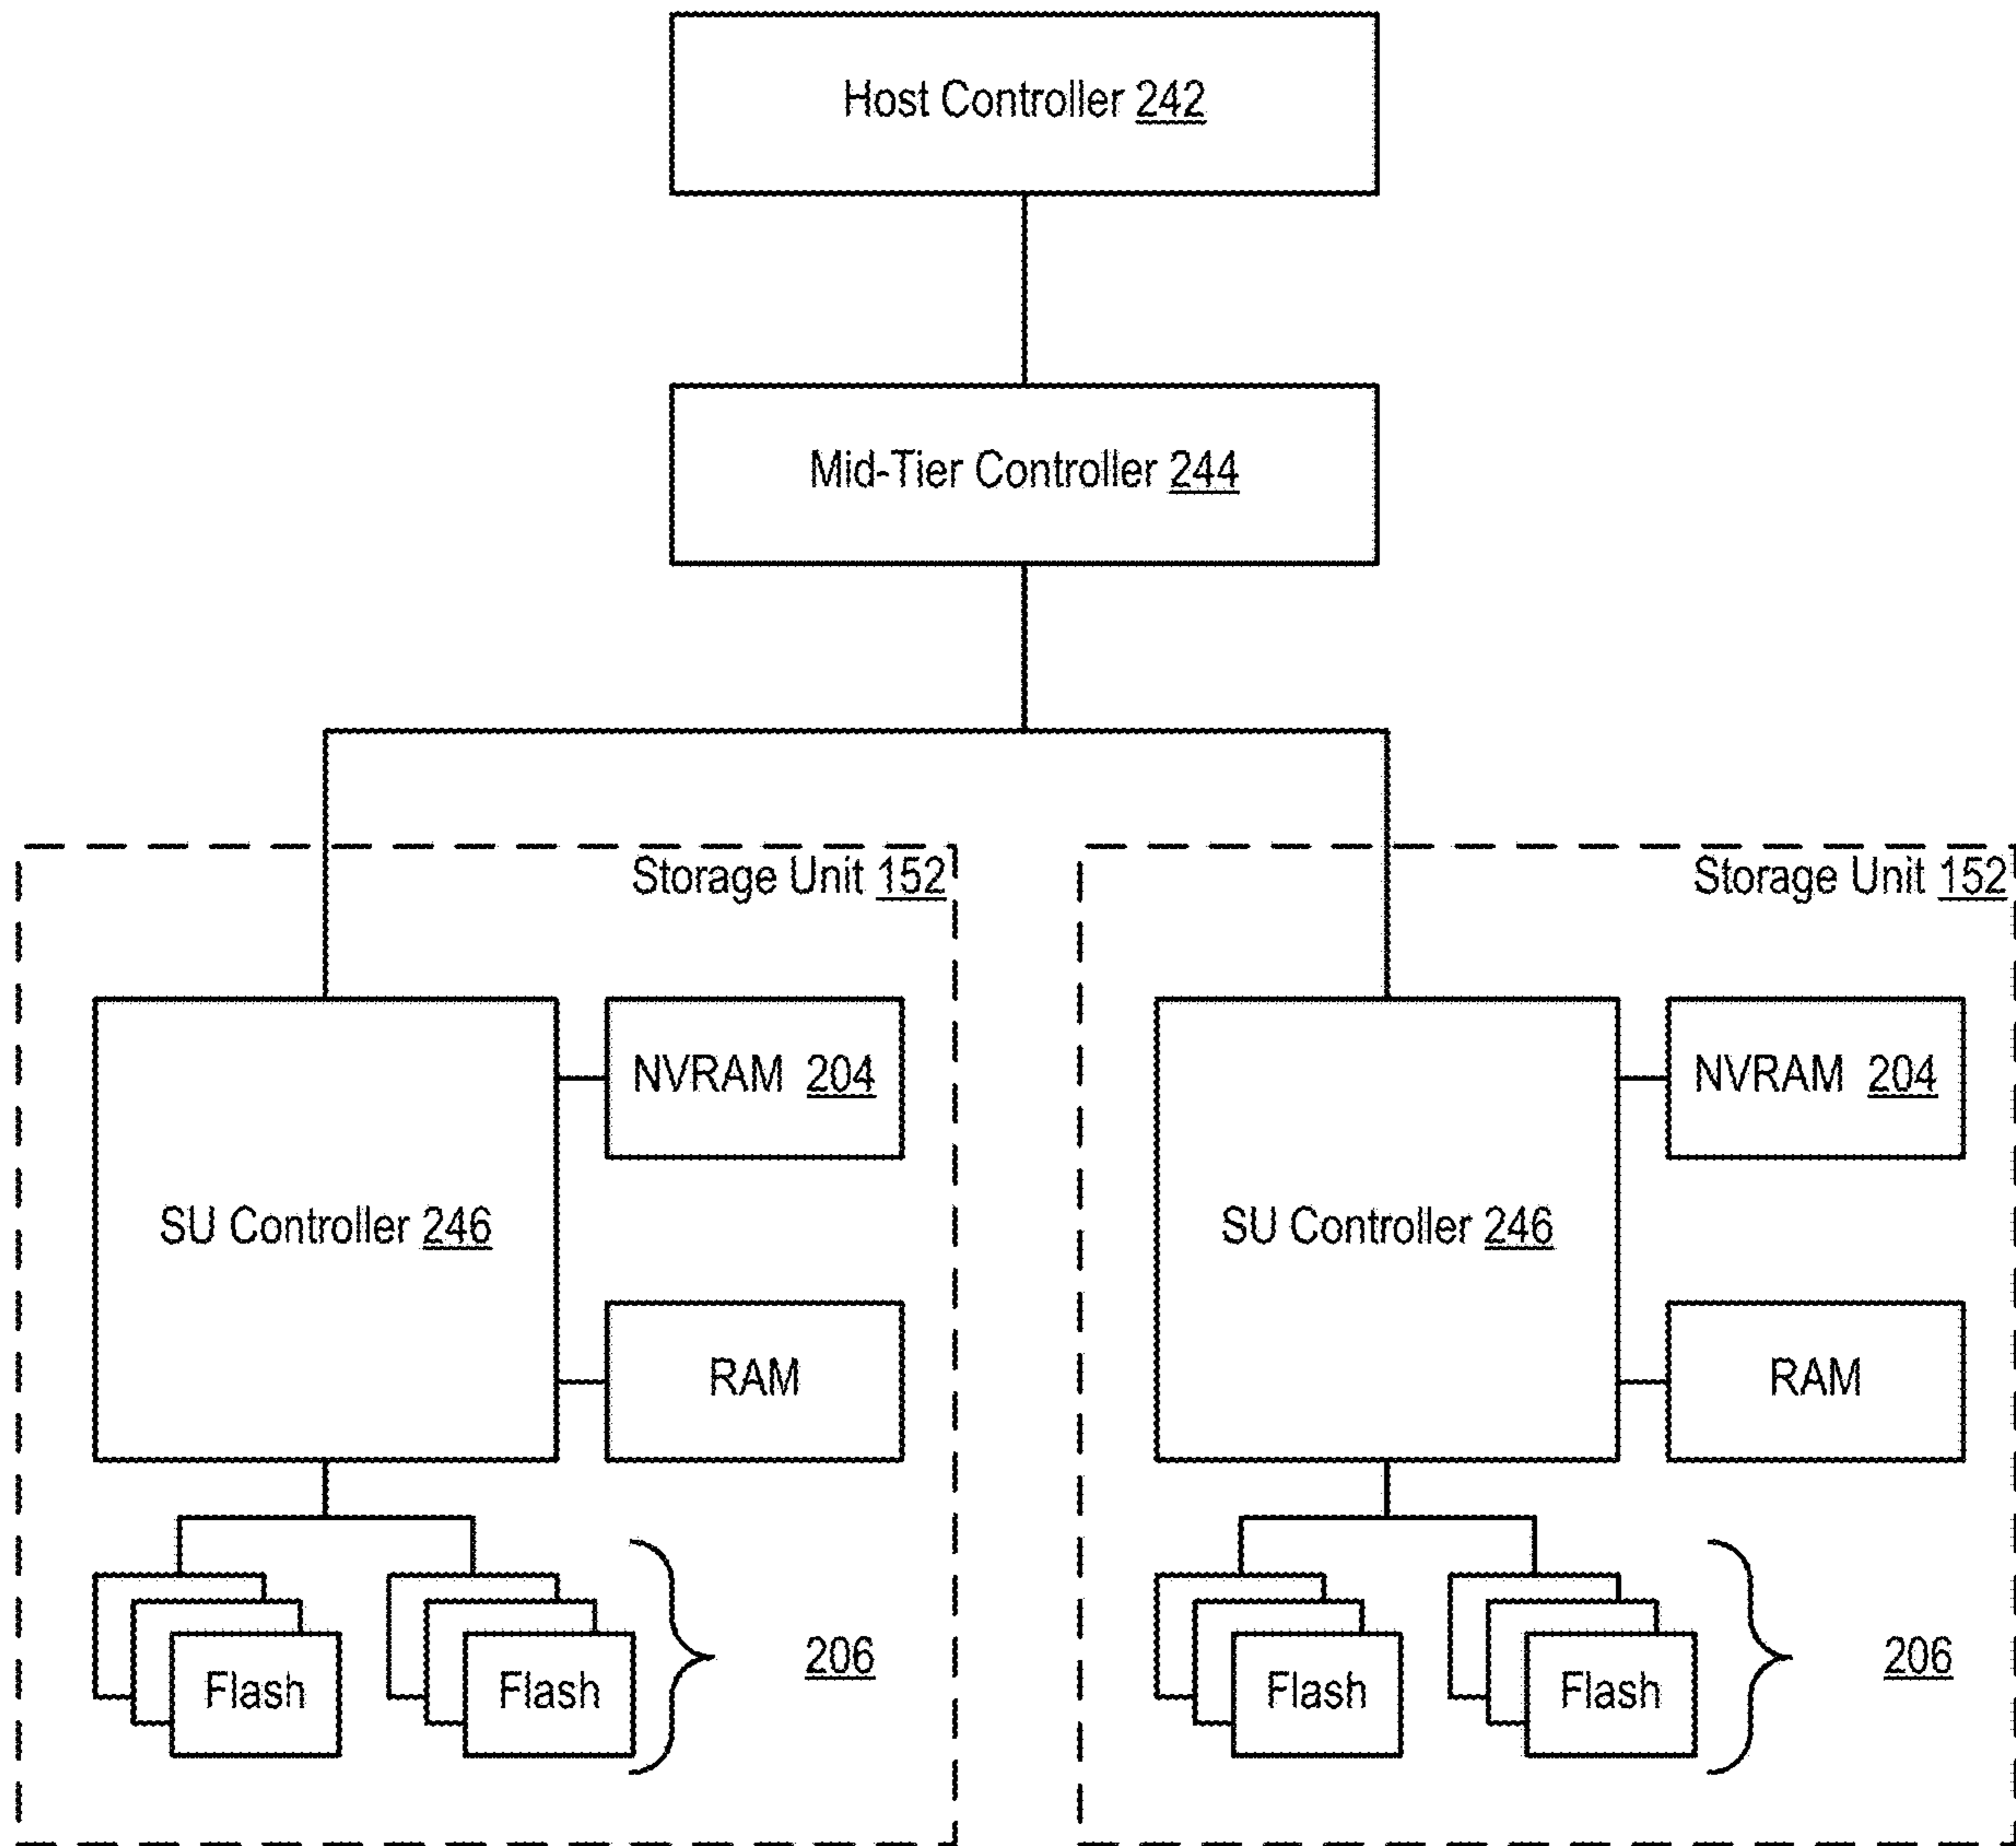 Host Controller 242
Mid-Tier Controller 244
Storage Unit 152
NVRAM 204
SU Controller 246
RAM
Flash
Flash
206
Storage Unit 152
NVRAM 204
SU Controller 246
RAM
Flash
Flash
206